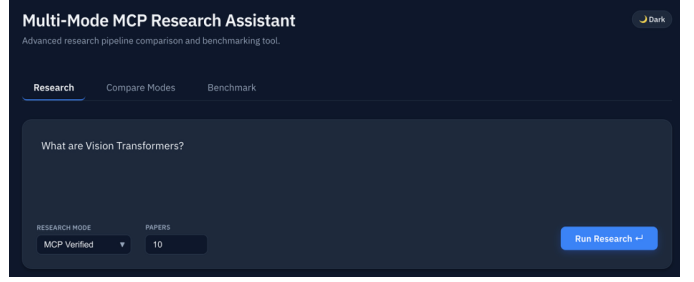 Multi-Mode MCP Research Assistant
🌙 Dark
Advanced research pipeline comparison and benchmarking tool.
Research Compare Modes Benchmark
What are Vision Transformers?
RESEARCH MODE PAPERS
MCP Verified ▼ 10
Run Research ↵